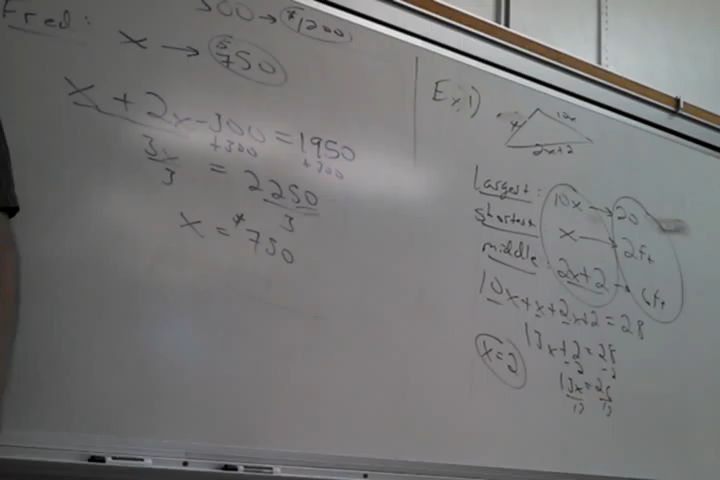 300 → $1200
Fred:
x → $750
x + 2x - 300 = 1950
+300 +300
3x = 2250
3 3
x = $750
Ex,1)
x 10x
2x+2
Largest: 10x → 20
shortest x → 2ft
middle: 2x+2 → 6ft
10x+x+2x+2=28
13x+2=28
-2 -2
x=2
13x=26
13 13